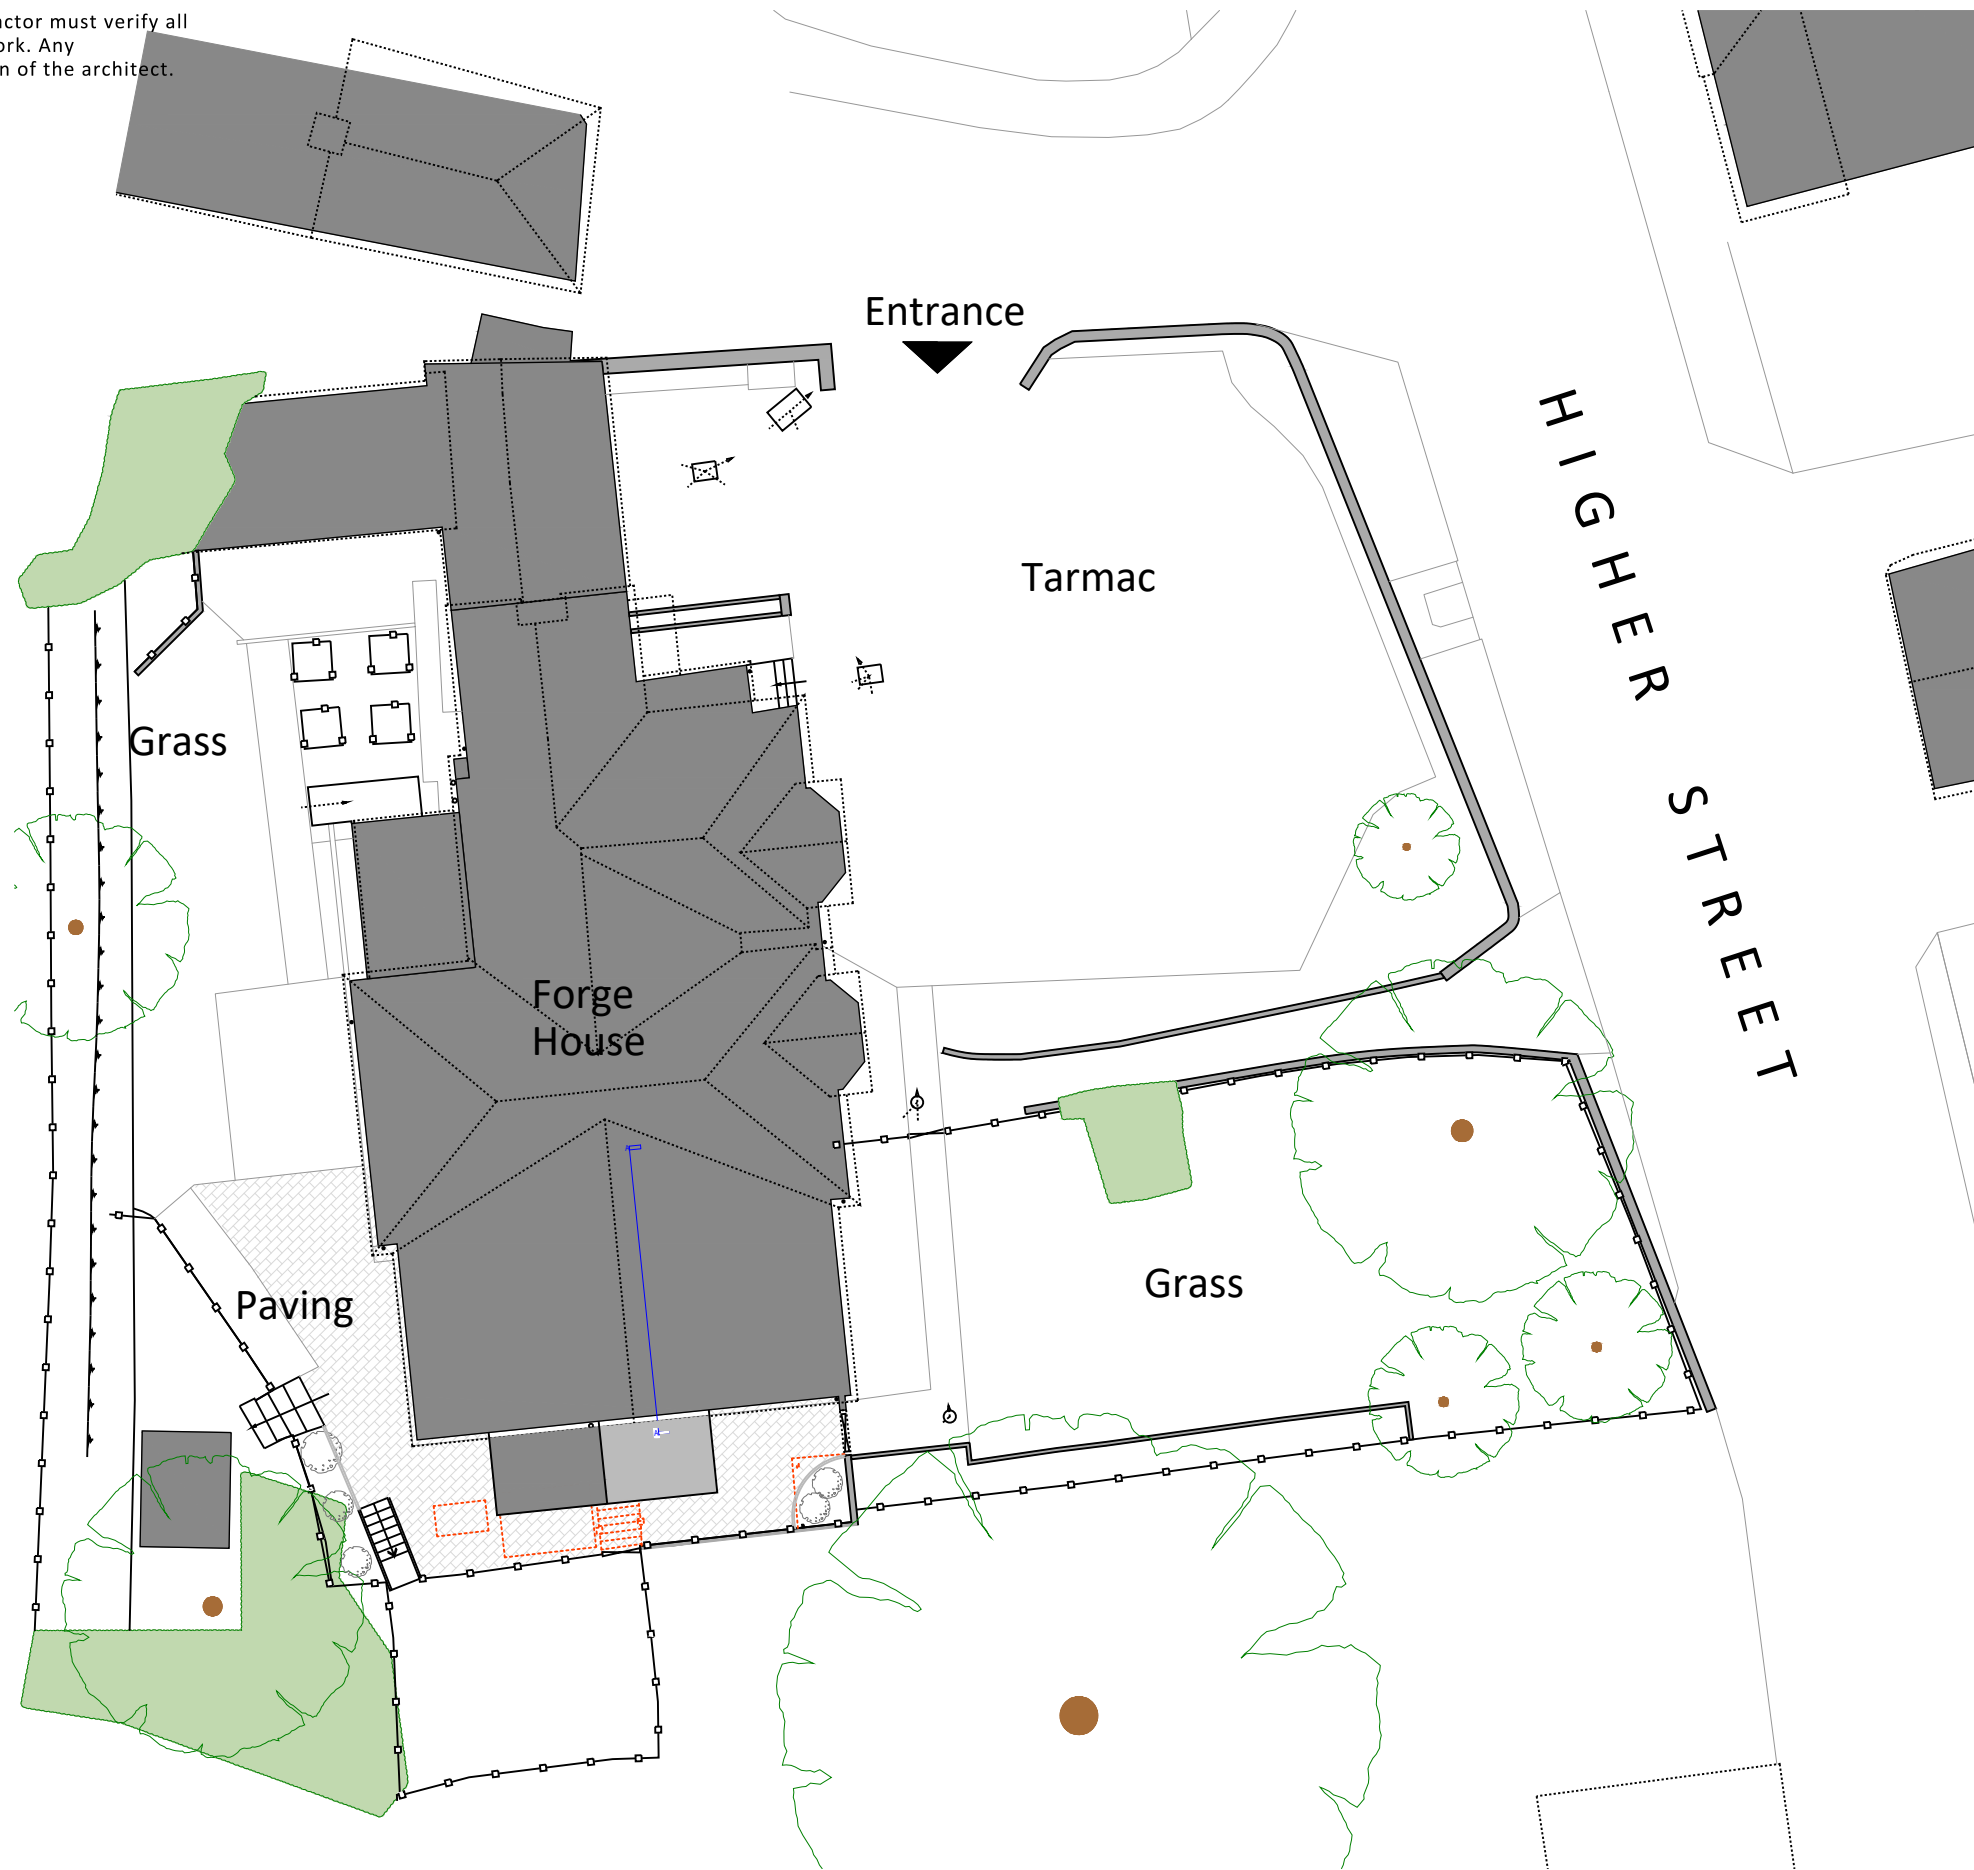 actor must verify all
ork. Any
n of the architect.
Entrance
Tarmac
HIGHER STREET
Grass
Forge
House
Grass
Paving